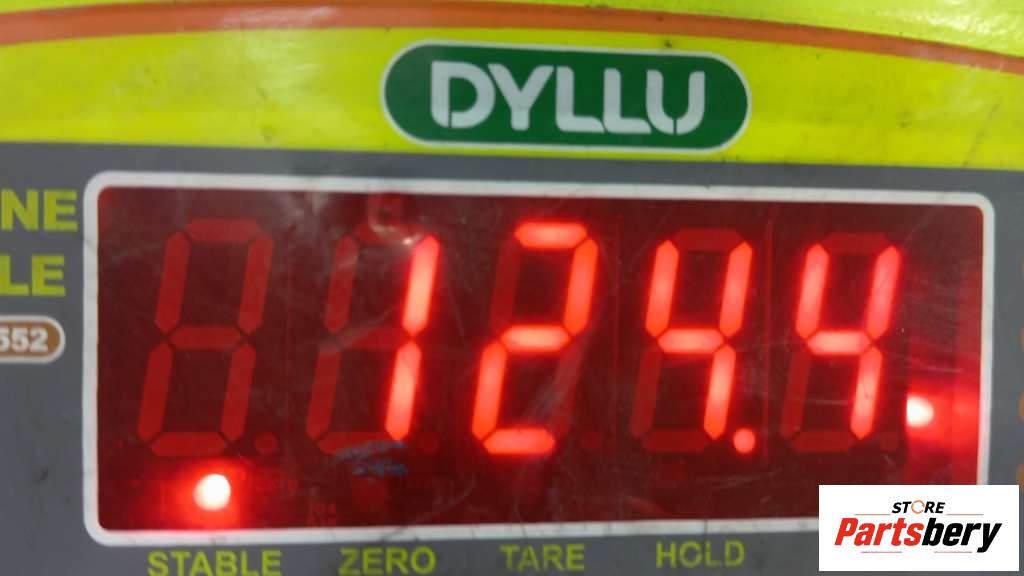 DYLLU
NE
LE
552
124.4
STABLE ZERO TARE HOLD
STORE
Partsbery